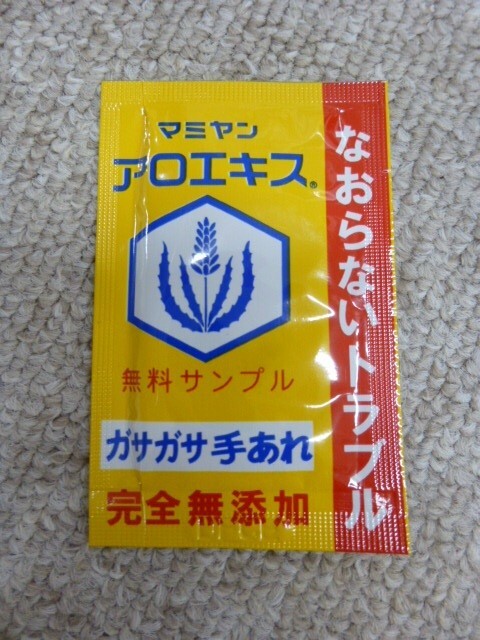 マミヤン
アロエキス®
無料サンプル
ガサガサ手あれ
完全無添加
なおらないトラブル